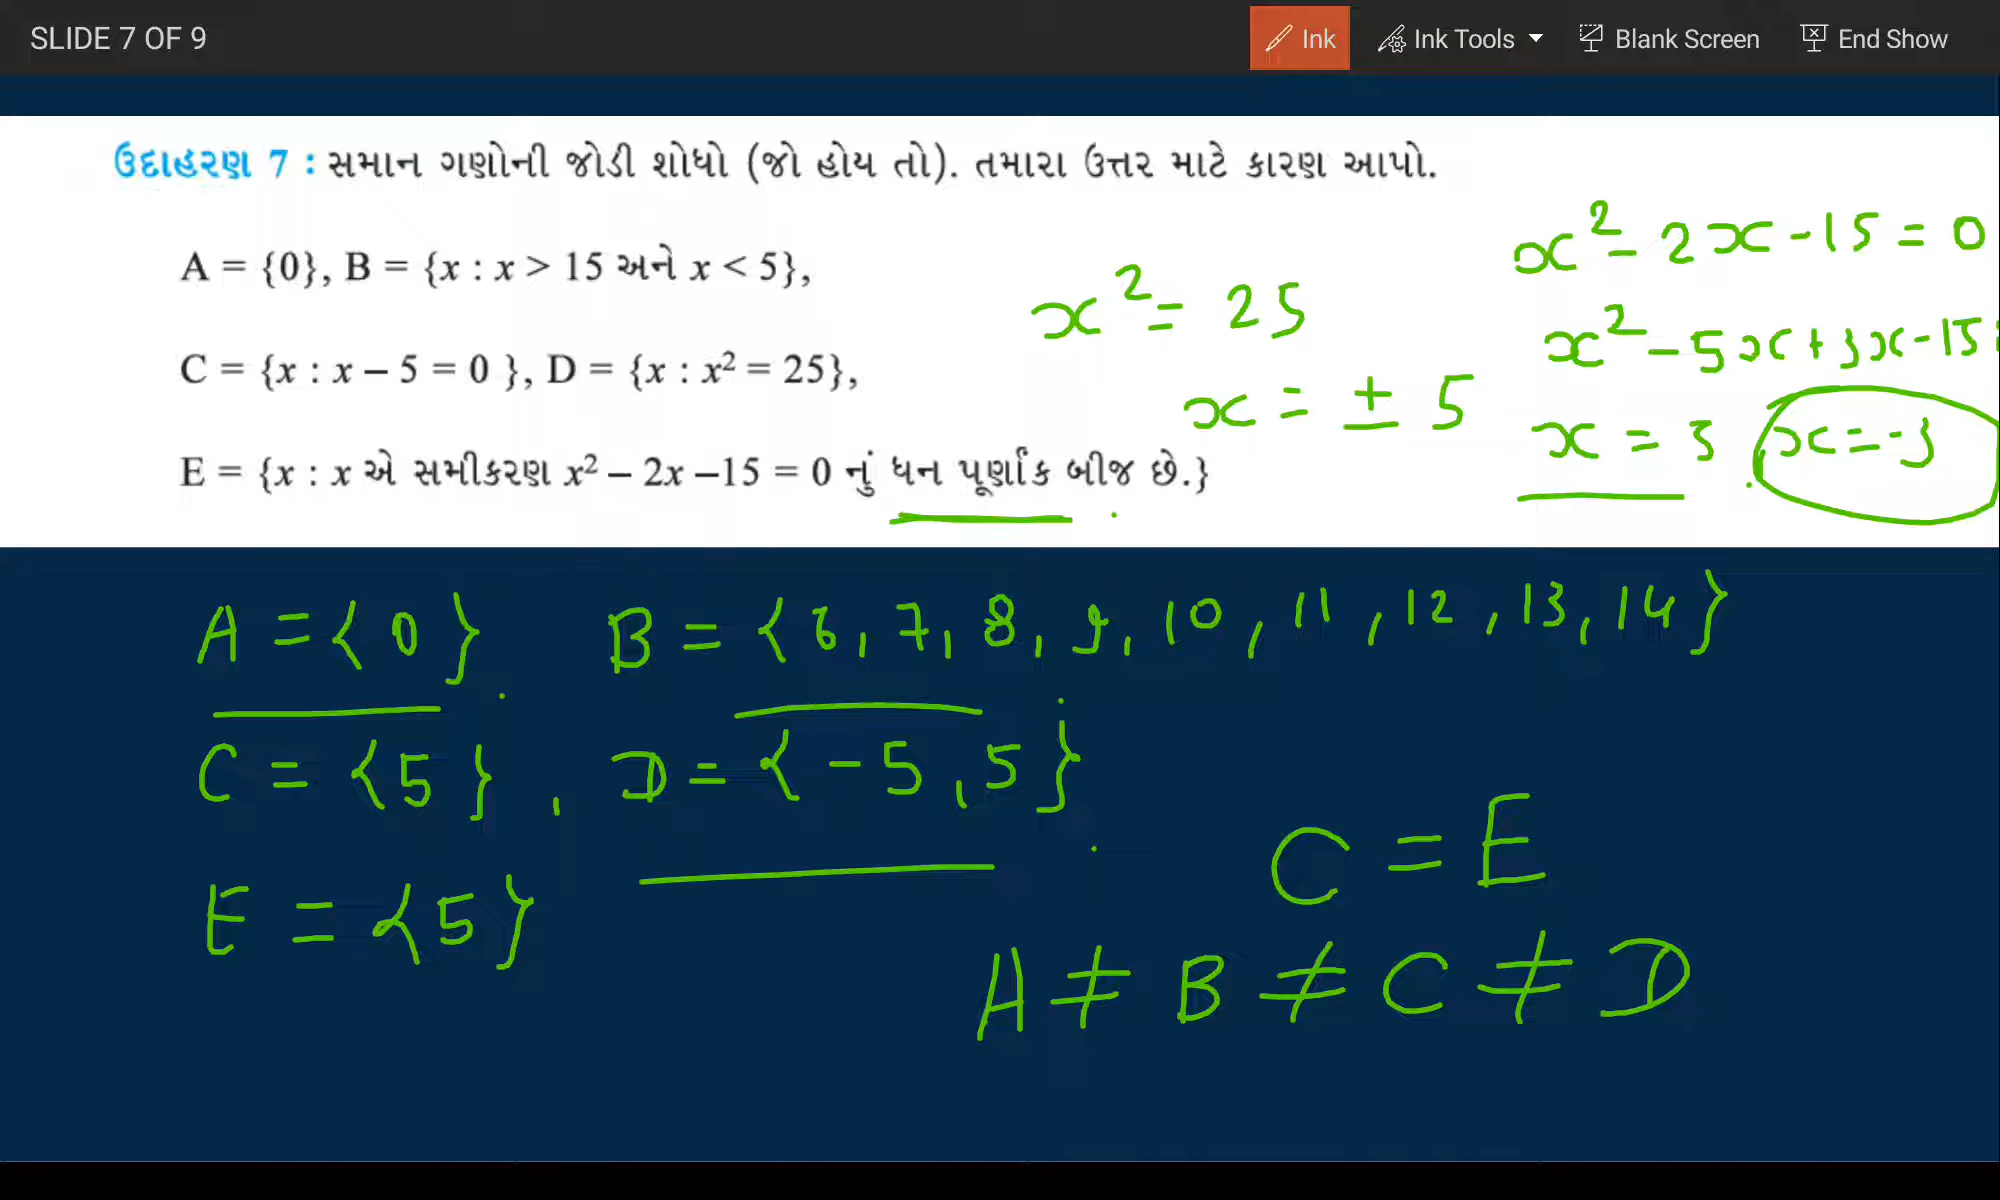 SLIDE 7 OF 9 Ink Ink Tools Blank Screen End Show
ઉદાહરણ 7 : સમાન ગણોની જોડી શોધો (જો હોય તો). તમારા ઉત્તર માટે કારણ આપો.
A = {0}, B = {x : x > 15 અને x < 5},
C = {x : x – 5 = 0 }, D = {x : x² = 25},
E = {x : x એ સમીકરણ x² – 2x –15 = 0 નું ધન પૂર્ણાંક બીજ છે.}
x² = 25
x = ± 5
x² - 2x - 15 = 0
x² - 5x + 3x - 15 =
x = 3 x = -3
A = { 0 } B = { 6, 7, 8, 9, 10, 11, 12, 13, 14 }
C = { 5 } , D = { -5, 5 }
E = { 5 }
C = E
A ≠ B ≠ C ≠ D